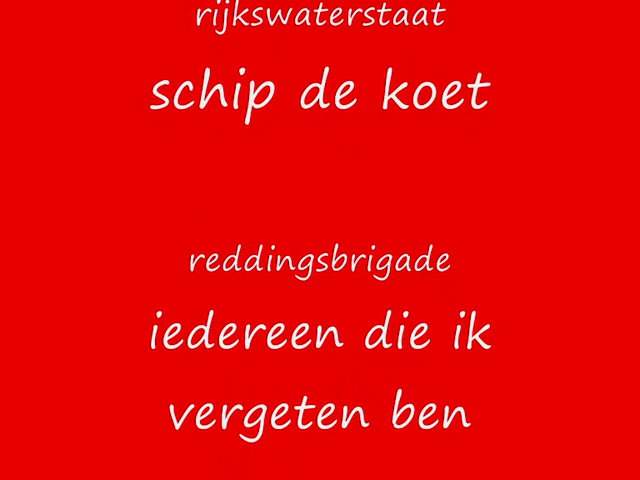 rijkswaterstaat
schip de koet
reddingsbrigade
iedereen die ik
vergeten ben